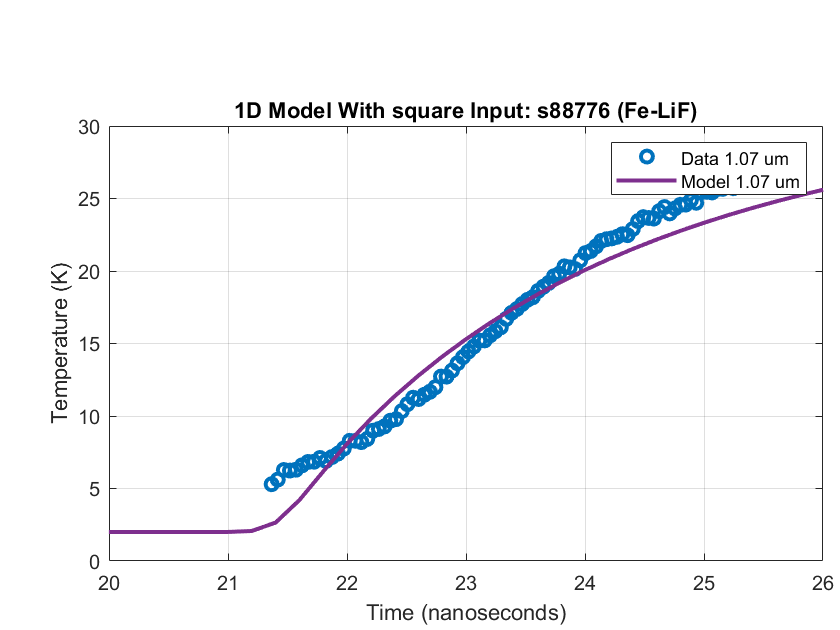 1D Model With square Input: s88776 (Fe-LiF)
Data 1.07 um
Model 1.07 um
Temperature (K)
30
25
20
15
10
5
0
20 21 22 23 24 25 26
Time (nanoseconds)